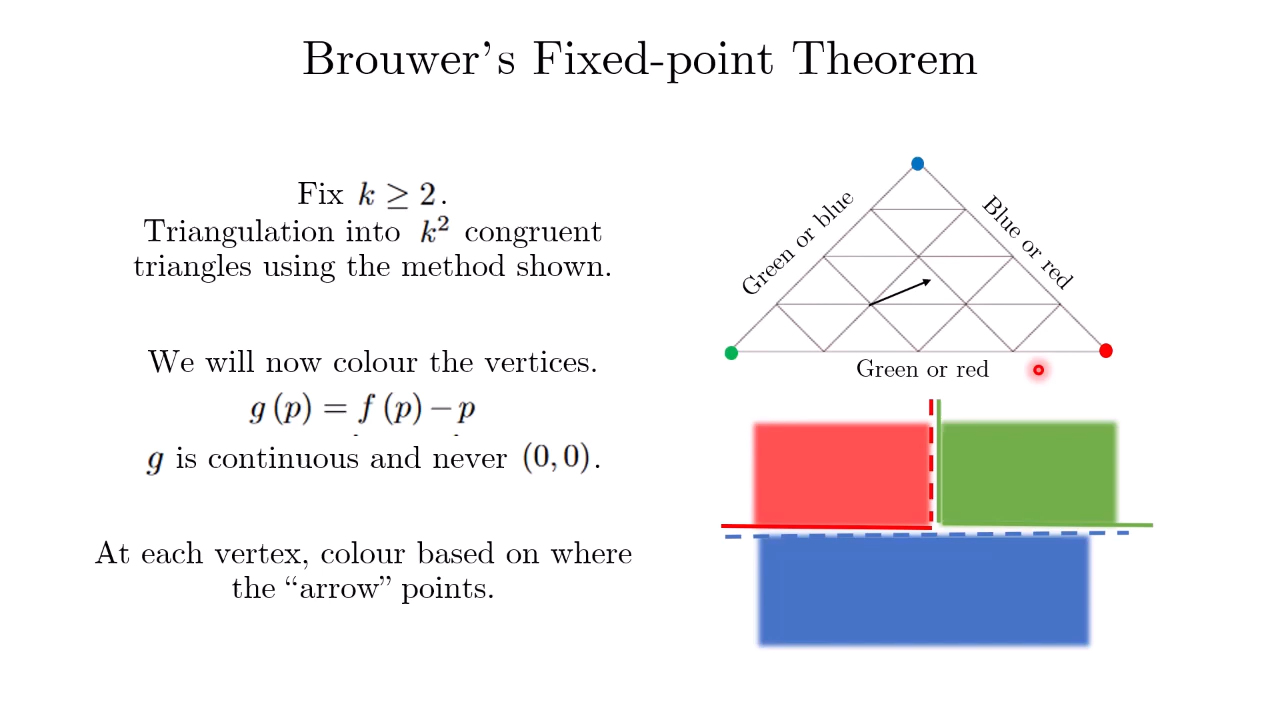 Brouwer's Fixed-point Theorem
Fix k ≥ 2.
Triangulation into k² congruent
triangles using the method shown.
We will now colour the vertices.
g (p) = f (p) − p
g is continuous and never (0, 0).
At each vertex, colour based on where
the “arrow” points.
Green or blue
Blue or red
Green or red